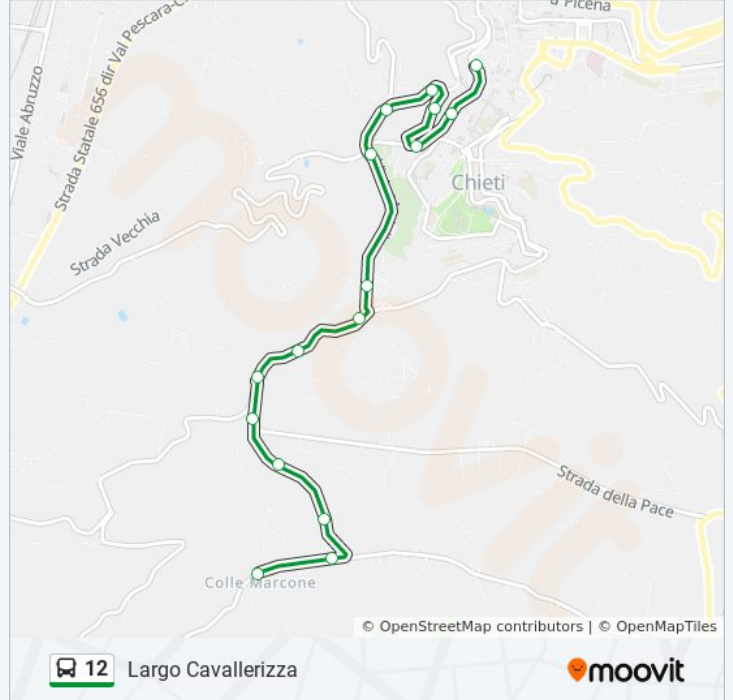 a Picena
Strada Statale 656 dir Val Pescara-C
Viale Abruzzo
Chieti
Strada Vecchia
moovit
Strada della Pace
Colle Marcone
© OpenStreetMap contributors | © OpenMapTiles
12 Largo Cavallerizza
moovit